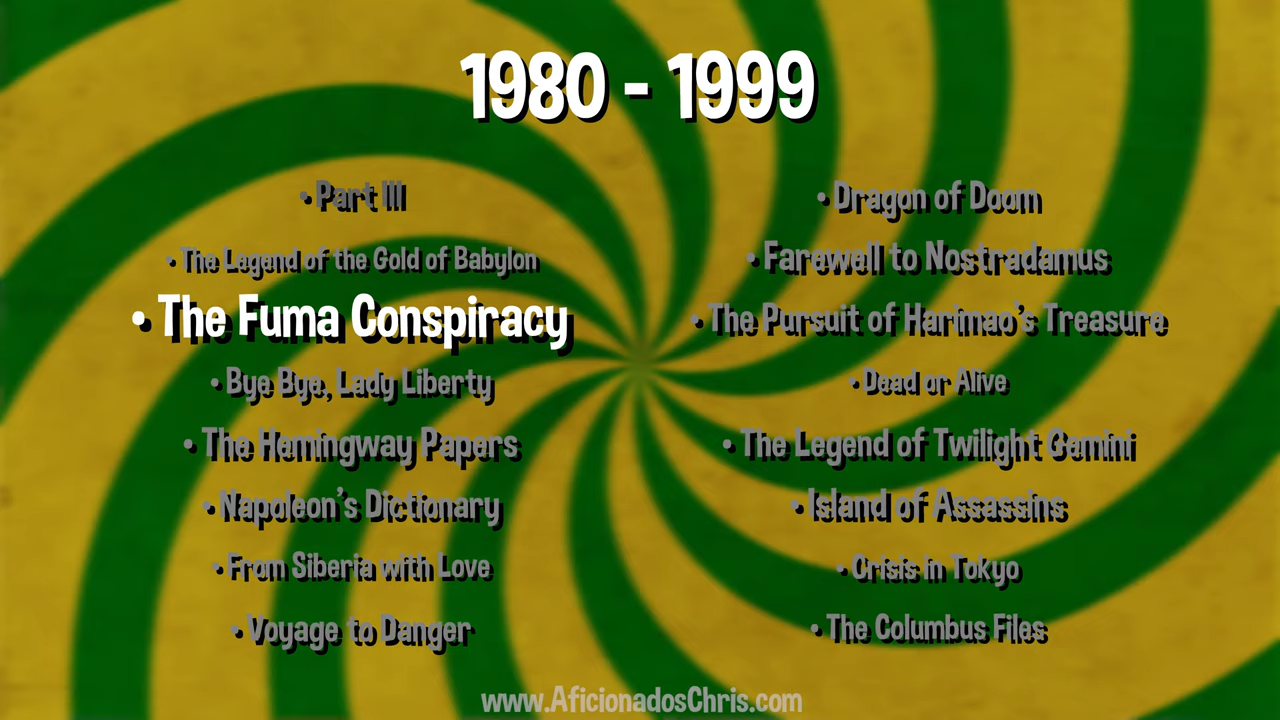 1980 - 1999
• Part III
• The Legend of the Gold of Babylon
• The Fuma Conspiracy
• Bye Bye, Lady Liberty
• The Hemingway Papers
• Napoleon's Dictionary
• From Siberia with Love
• Voyage to Danger
• Dragon of Doom
• Farewell to Nostradamus
• The Pursuit of Harimao's Treasure
• Dead or Alive
• The Legend of Twilight Gemini
• Island of Assassins
• Crisis in Tokyo
• The Columbus Files
www.AficionadosChris.com